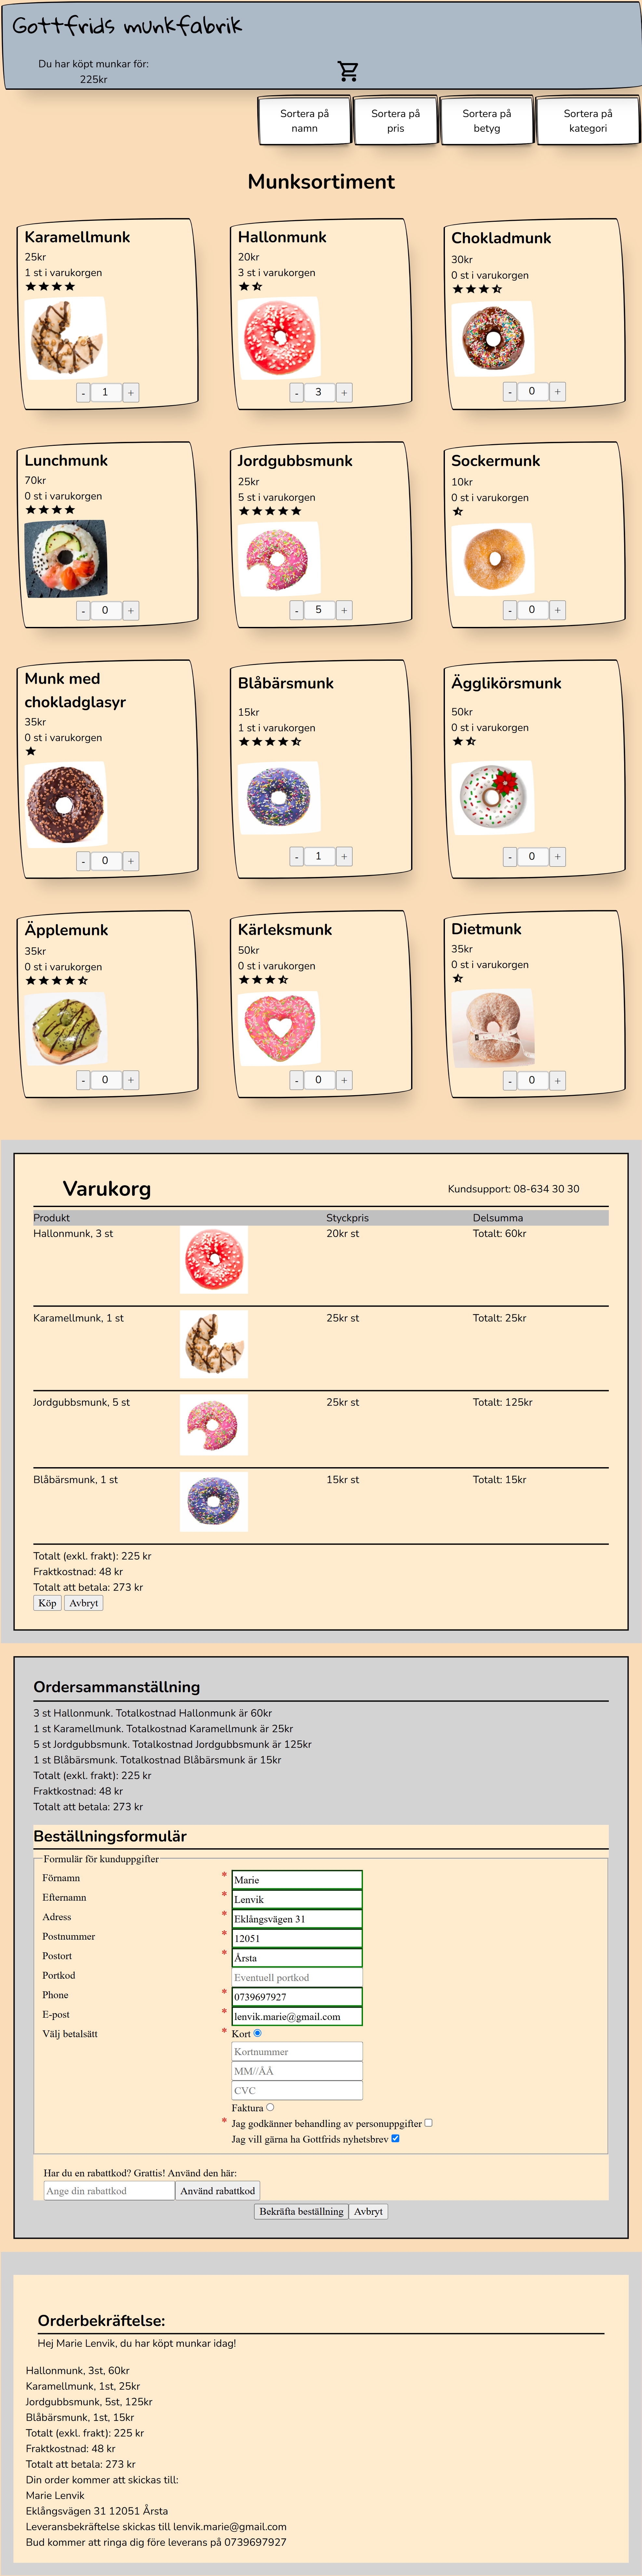 Gottfrids munkfabrik
Du har köpt munkar för:
225kr
Sortera på namn
Sortera på pris
Sortera på betyg
Sortera på kategori
Munksortiment
Karamellmunk
25kr
1 st i varukorgen
- 1 +
Hallonmunk
20kr
3 st i varukorgen
- 3 +
Chokladmunk
30kr
0 st i varukorgen
- 0 +
Lunchmunk
70kr
0 st i varukorgen
- 0 +
Jordgubbsmunk
25kr
5 st i varukorgen
- 5 +
Sockermunk
10kr
0 st i varukorgen
- 0 +
Munk med
chokladglasyr
35kr
0 st i varukorgen
- 0 +
Blåbärsmunk
15kr
1 st i varukorgen
- 1 +
Ägglikörsmunk
50kr
0 st i varukorgen
- 0 +
Äpplemunk
35kr
0 st i varukorgen
- 0 +
Kärleksmunk
50kr
0 st i varukorgen
- 0 +
Dietmunk
35kr
0 st i varukorgen
- 0 +
Varukorg
Kundsupport: 08-634 30 30
Produkt Styckpris Delsumma
Hallonmunk, 3 st 20kr st Totalt: 60kr
Karamellmunk, 1 st 25kr st Totalt: 25kr
Jordgubbsmunk, 5 st 25kr st Totalt: 125kr
Blåbärsmunk, 1 st 15kr st Totalt: 15kr
Totalt (exkl. frakt): 225 kr
Fraktkostnad: 48 kr
Totalt att betala: 273 kr
Köp Avbryt
Ordersammanställning
3 st Hallonmunk. Totalkostnad Hallonmunk är 60kr
1 st Karamellmunk. Totalkostnad Karamellmunk är 25kr
5 st Jordgubbsmunk. Totalkostnad Jordgubbsmunk är 125kr
1 st Blåbärsmunk. Totalkostnad Blåbärsmunk är 15kr
Totalt (exkl. frakt): 225 kr
Fraktkostnad: 48 kr
Totalt att betala: 273 kr
Beställningsformulär
Formulär för kunduppgifter
Förnamn * Marie
Efternamn * Lenvik
Adress * Eklångsvägen 31
Postnummer * 12051
Postort * Årsta
Portkod Eventuell portkod
Phone * 0739697927
E-post * lenvik.marie@gmail.com
Välj betalsätt * Kort
Kortnummer
MM//ÅÅ
CVC
Faktura
* Jag godkänner behandling av personuppgifter
Jag vill gärna ha Gottfrids nyhetsbrev
Har du en rabattkod? Grattis! Använd den här:
Ange din rabattkod Använd rabattkod
Bekräfta beställning Avbryt
Orderbekräftelse:
Hej Marie Lenvik, du har köpt munkar idag!
Hallonmunk, 3st, 60kr
Karamellmunk, 1st, 25kr
Jordgubbsmunk, 5st, 125kr
Blåbärsmunk, 1st, 15kr
Totalt (exkl. frakt): 225 kr
Fraktkostnad: 48 kr
Totalt att betala: 273 kr
Din order kommer att skickas till:
Marie Lenvik
Eklångsvägen 31 12051 Årsta
Leveransbekräftelse skickas till lenvik.marie@gmail.com
Bud kommer att ringa dig före leverans på 0739697927